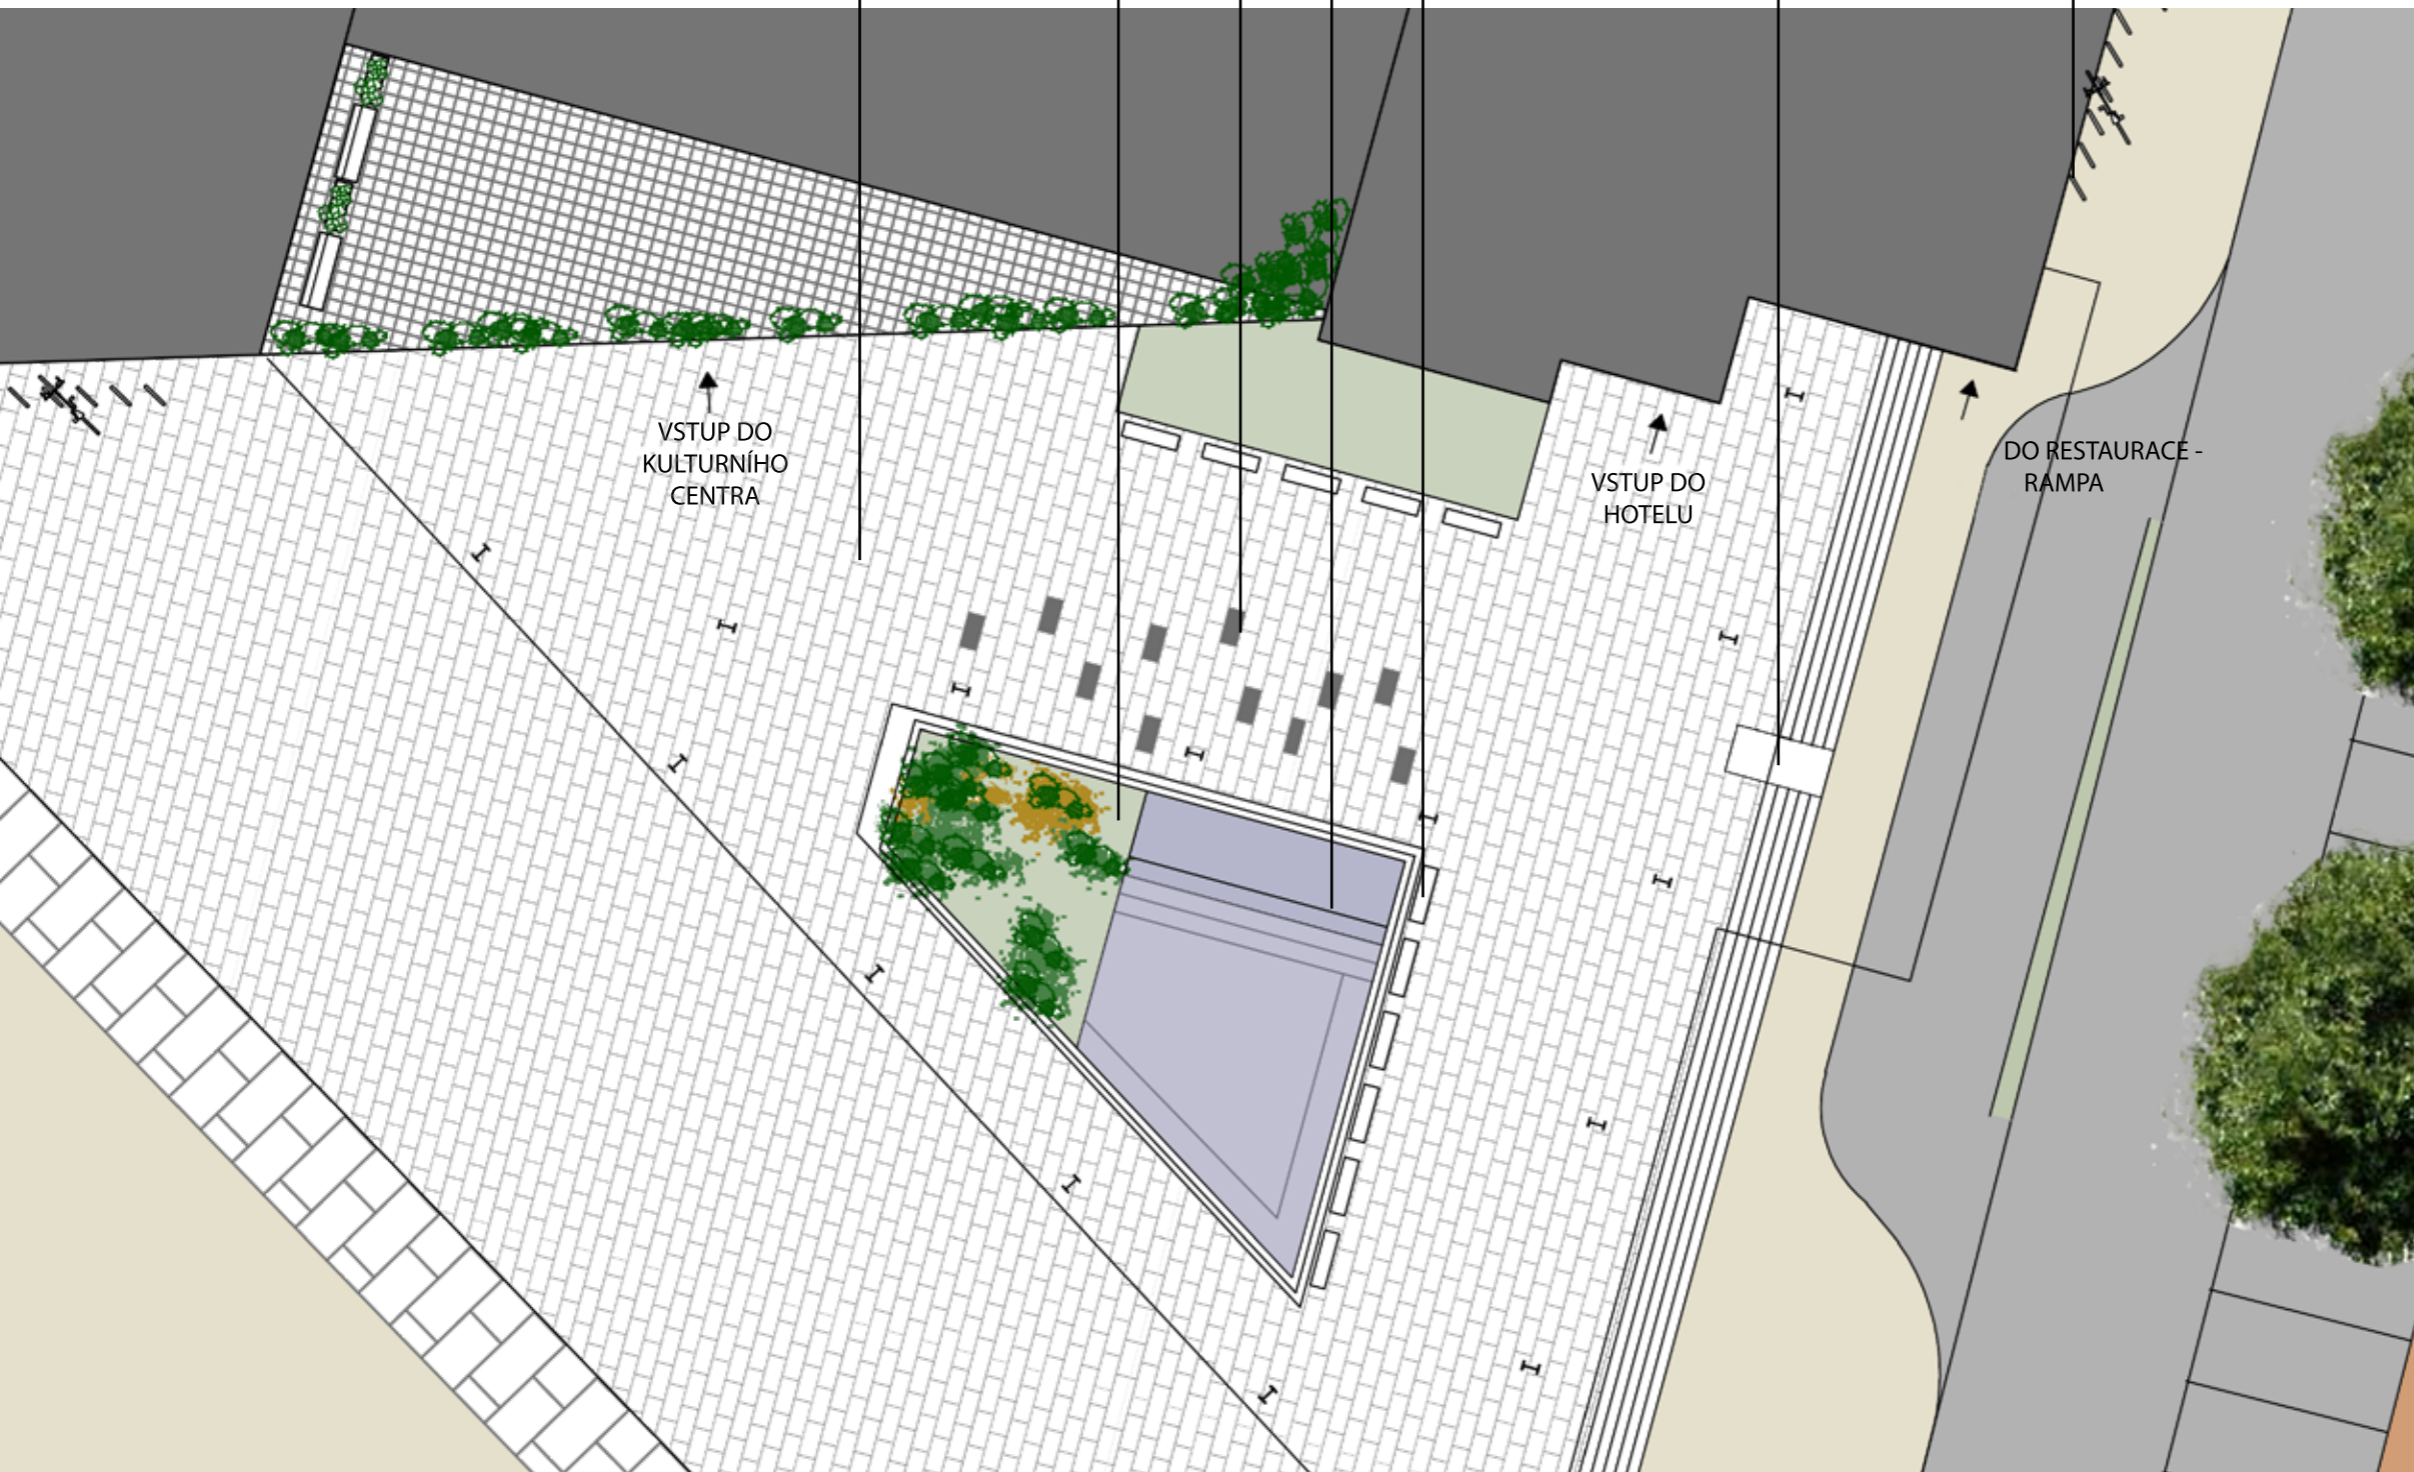 VSTUP DO
KULTURNÍHO
CENTRA
VSTUP DO
HOTELU
DO RESTAURACE -
RAMPA